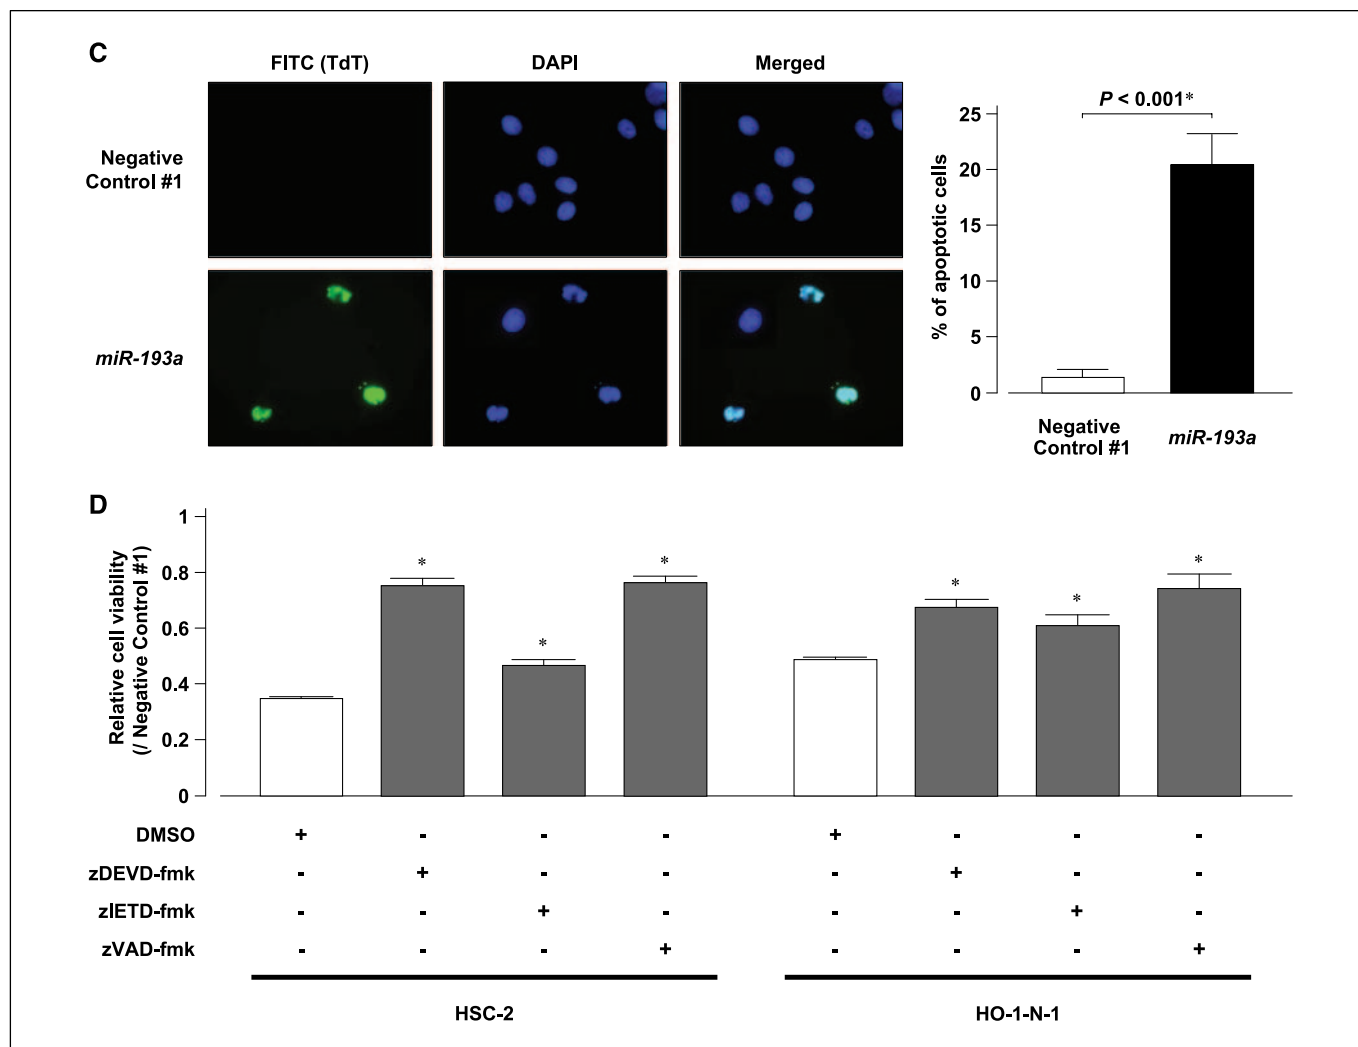 C
FITC (TdT)
DAPI
Merged
Negative
Control #1
miR-193a
P < 0.001*
% of apoptotic cells
25
20
15
10
5
0
Negative
Control #1
miR-193a
D
Relative cell viability
(/ Negative Control #1)
1
0.8
0.6
0.4
0.2
0
* * * * * *
DMSO + - - - + - - -
zDEVD-fmk - + - - - + - -
zIETD-fmk - - + - - - + -
zVAD-fmk - - - + - - - +
HSC-2
HO-1-N-1